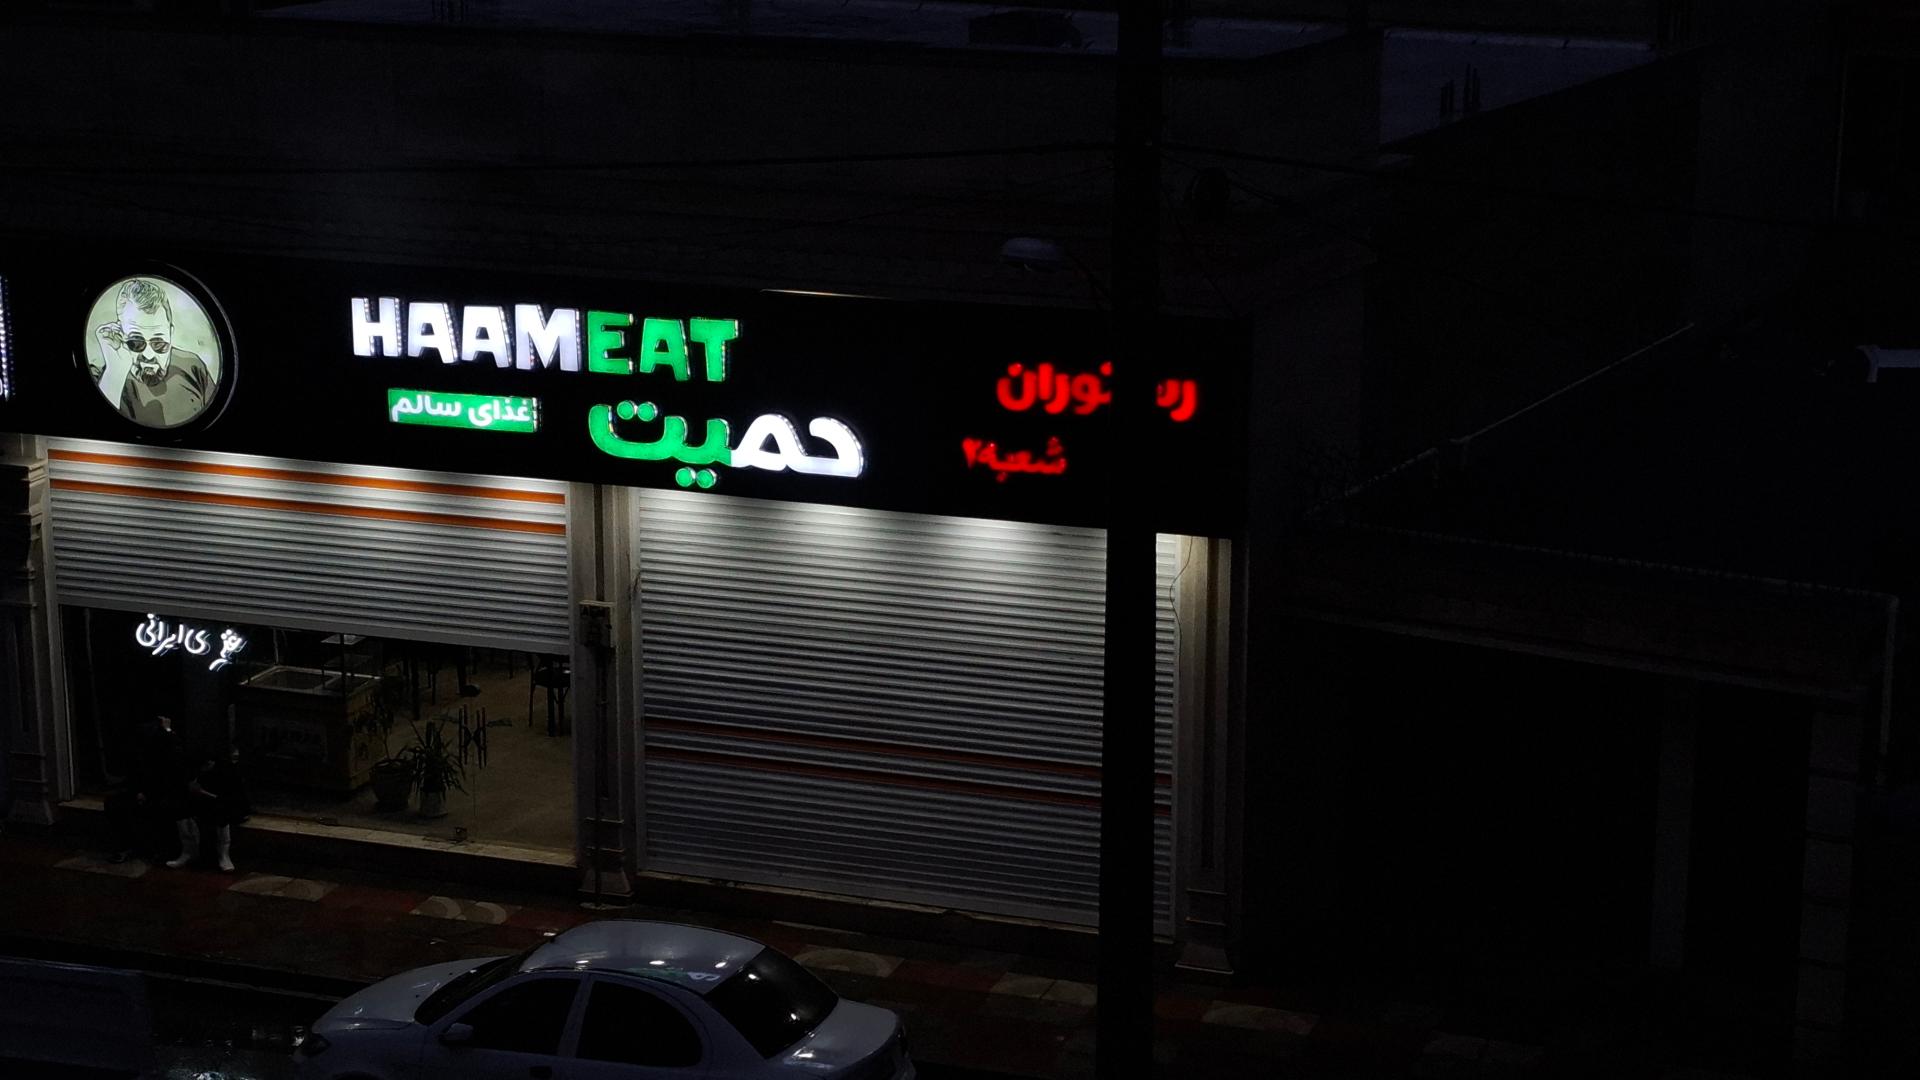 HAAMEAT
غذای سالم
حمیت
شعبه۲
ی ایرانی